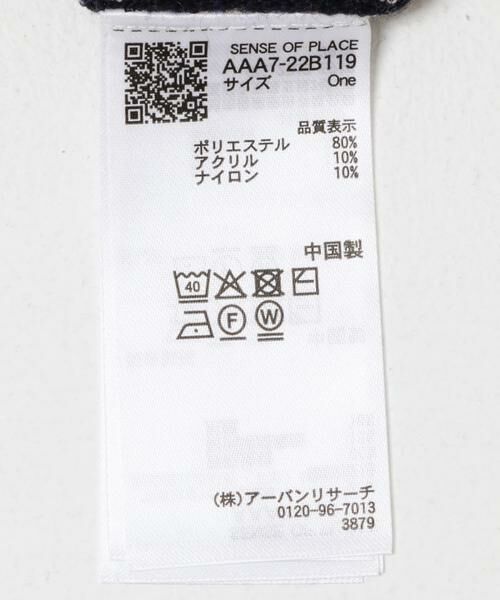 SENSE OF PLACE
AAA7-22B119
サイズ One
品質表示
ポリエステル 80%
アクリル 10%
ナイロン 10%
中国製
40
F W
(株)アーバンリサーチ
0120-96-7013
3879